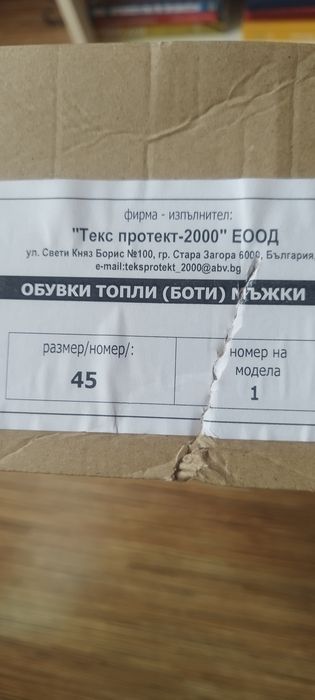 фирма - изпълнител:
"Текс протект-2000" ЕООД
ул. Свети Княз Борис №100, гр. Стара Загора 6000, България
e-mail:teksprotekt_2000@abv.bg
ОБУВКИ ТОПЛИ (БОТИ) МЪЖКИ
размер/номер/:
45
номер на
модела
1